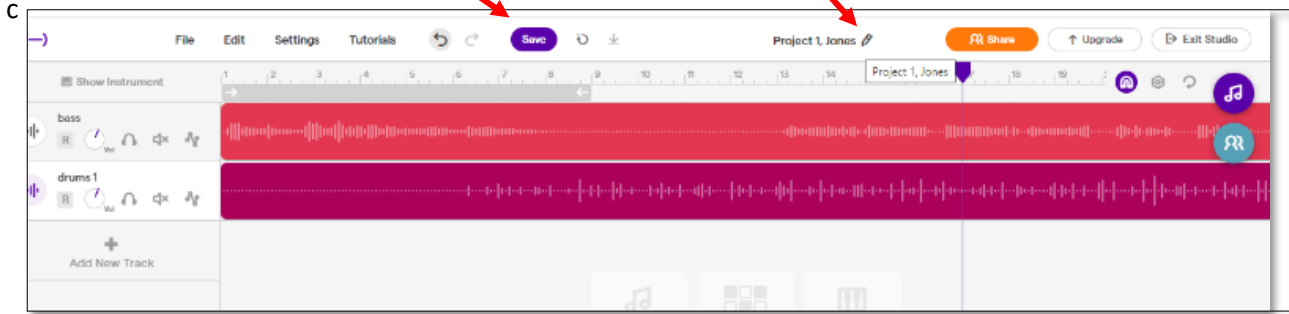 C
File Edit Settings Tutorials Save Project 1, Jones Share Upgrade Exit Studio
Project 1, Jones
Show Instrument 1 2 3 4 5 6 7 8 9 10 11 12 13 14 18 19
bass
R Vol
drums 1
R Vol
Add New Track